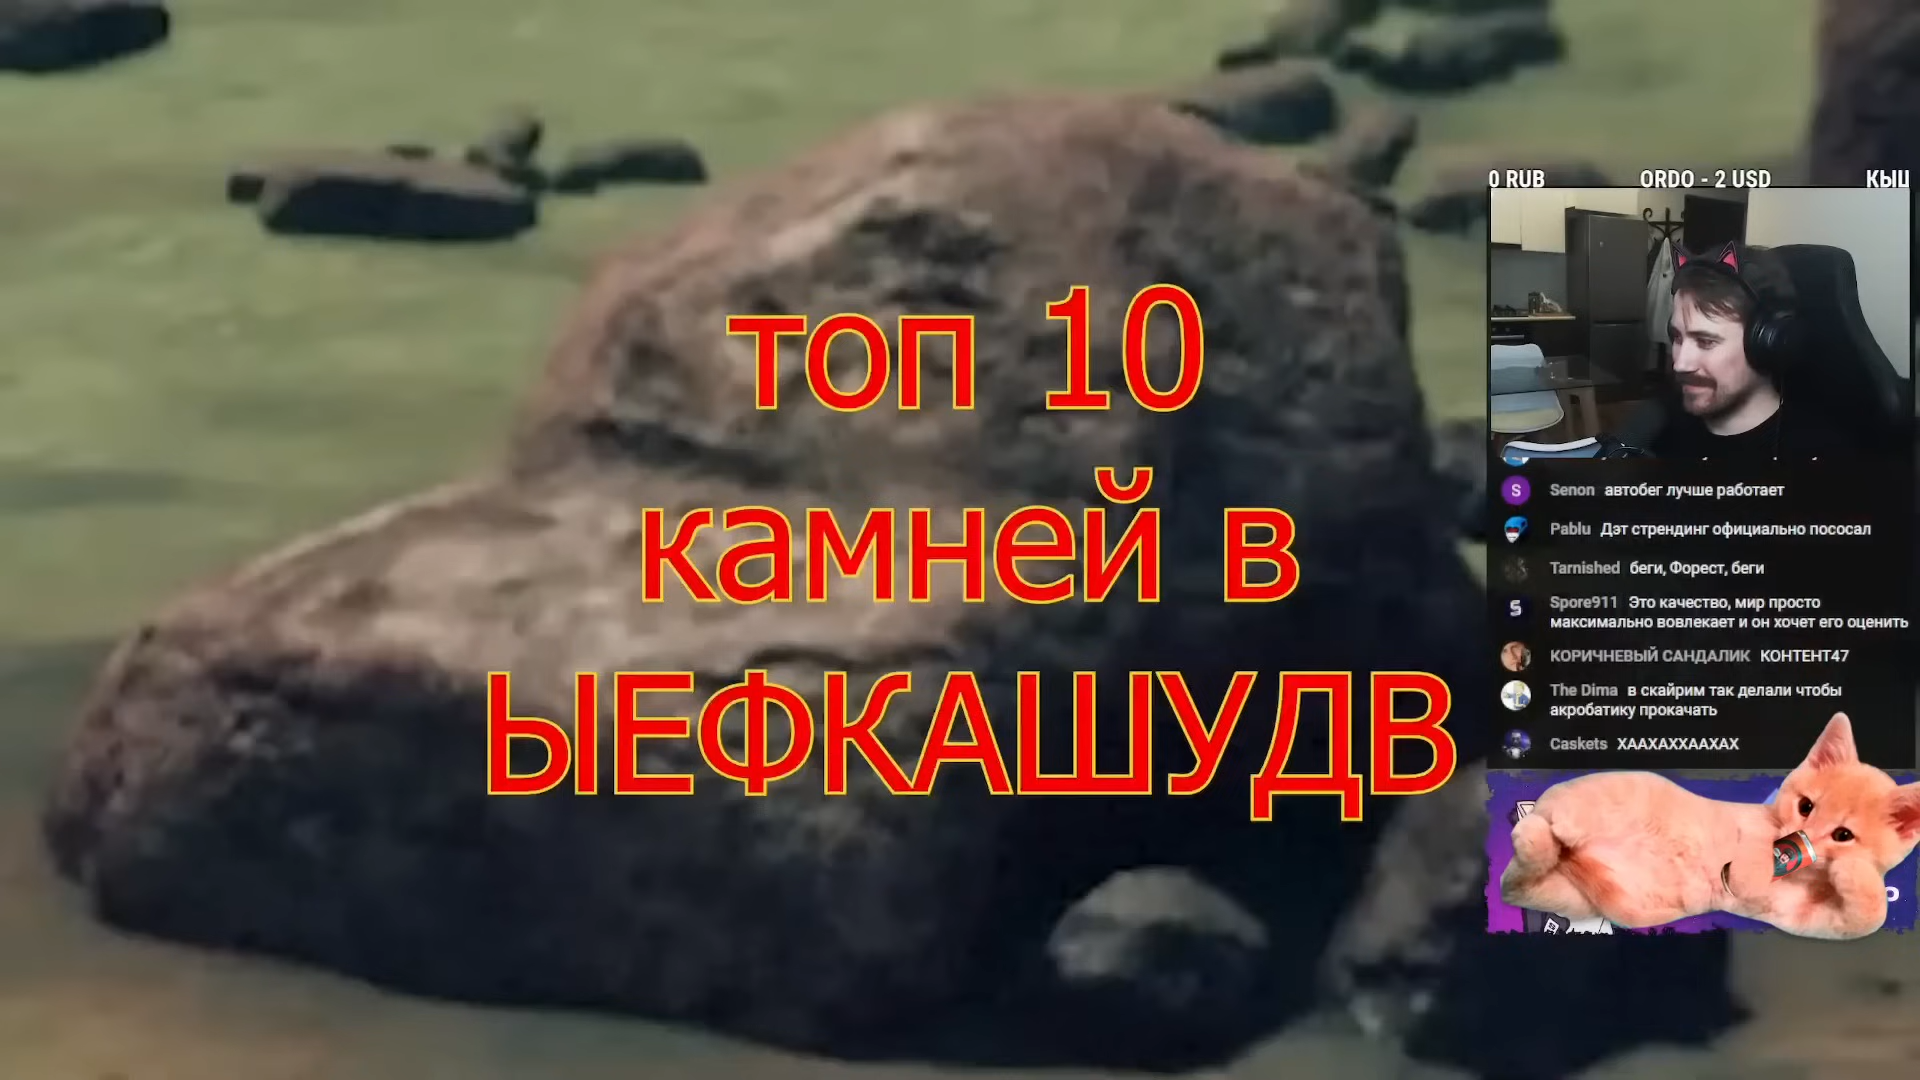 0 RUB ORDO - 2 USD КЫШ
топ 10
камней в
ЫЕФКАШУДВ
Senon автобег лучше работает
Pablu Дэт стрендинг официально пососал
Tarnished беги, Форест, беги
Spore911 Это качество, мир просто
максимально вовлекает и он хочет его оценить
КОРИЧНЕВЫЙ САНДАЛИК КОНТЕНТ47
The Dima в скайрим так делали чтобы
акробатику прокачать
Caskets ХААХАХХААХАХ